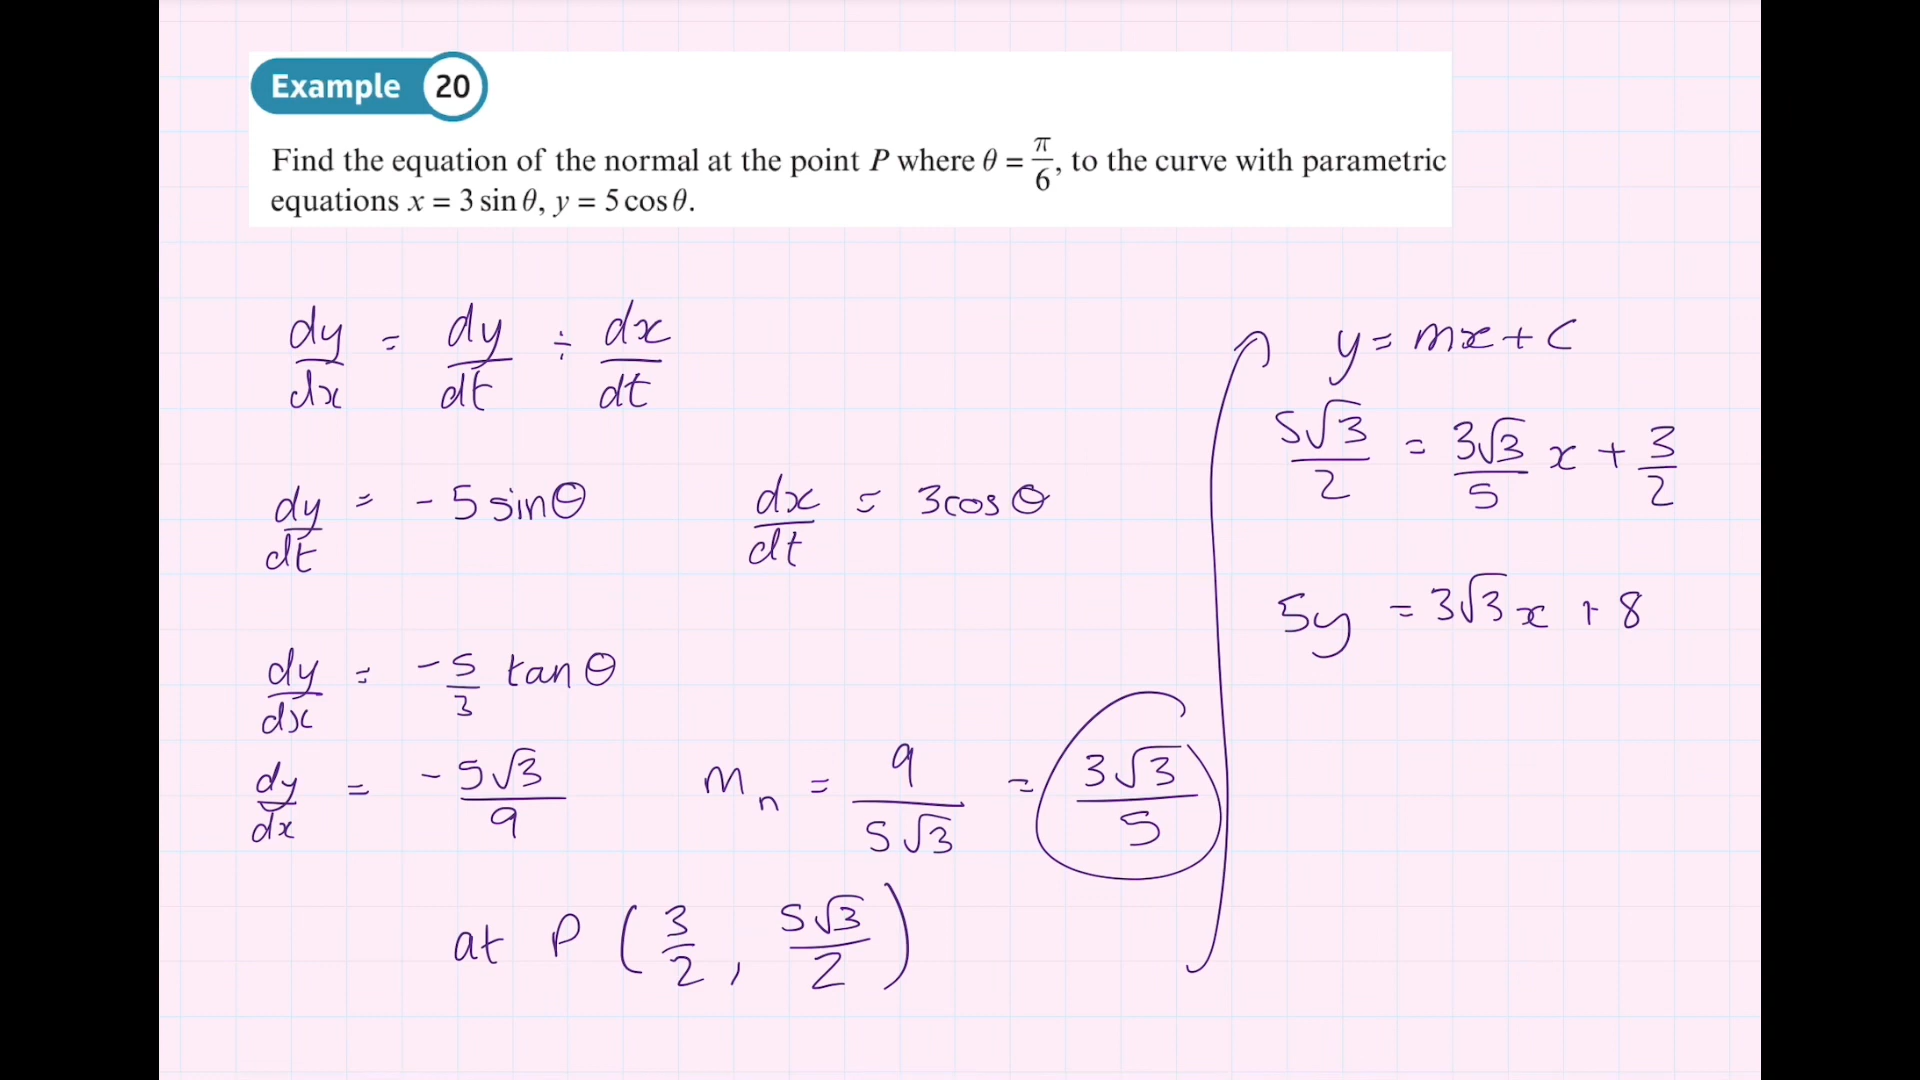 Example 20
Find the equation of the normal at the point P where θ = π/6, to the curve with parametric
equations x = 3 sin θ, y = 5 cos θ.
dy/dx = dy/dt ÷ dx/dt
dy/dt = -5 sinθ
dx/dt = 3cos θ
dy/dx = -5/3 tan θ
dy/dx = -5√3/9
m_n = 9/5√3 = 3√3/5
at P (3/2, 5√3/2)
y = mx + c
5√3/2 = 3√3/5 x + 3/2
5y = 3√3 x + 8